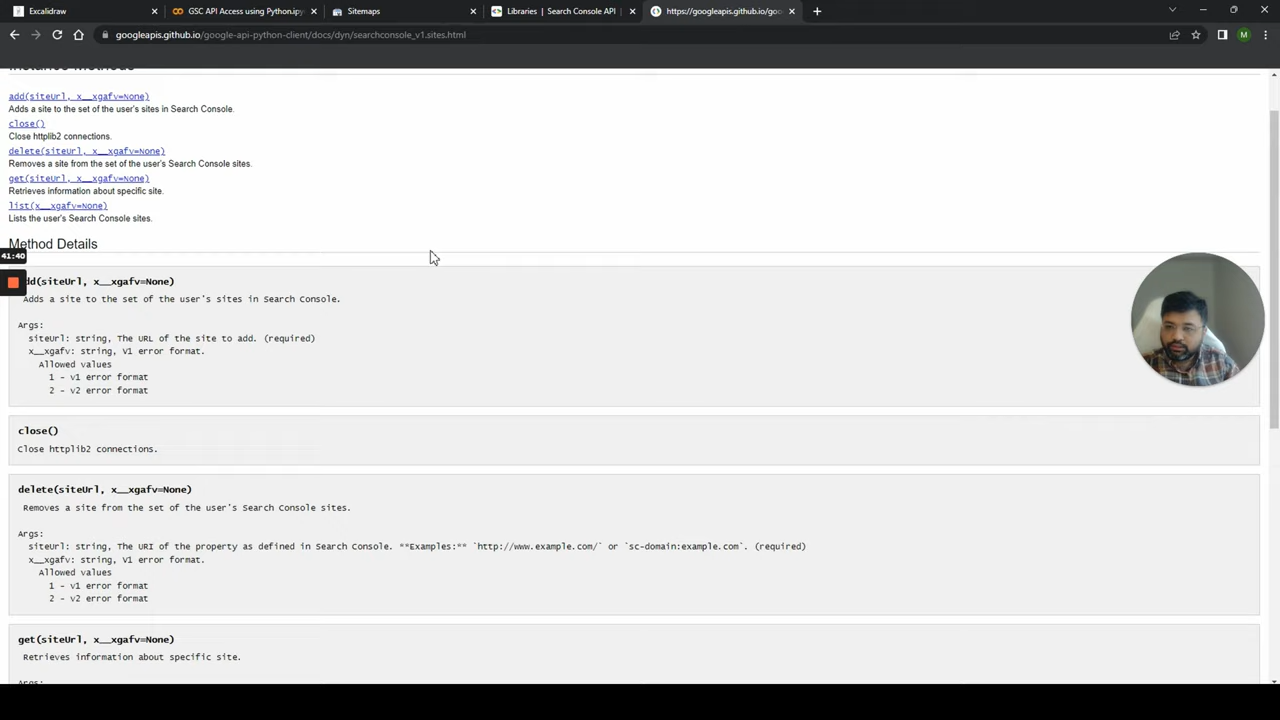 Excalidraw
GSC API Access using Python.ipyn
Sitemaps
Libraries | Search Console API
https://googleapis.github.io/goo
googleapis.github.io/google-api-python-client/docs/dyn/searchconsole_v1.sites.html
M
Instance Methods
add(siteUrl, x__xgafv=None)
Adds a site to the set of the user's sites in Search Console.
close()
Close httplib2 connections.
delete(siteUrl, x__xgafv=None)
Removes a site from the set of the user's Search Console sites.
get(siteUrl, x__xgafv=None)
Retrieves information about specific site.
list(x__xgafv=None)
Lists the user's Search Console sites.
Method Details
41:40
dd(siteUrl, x__xgafv=None)
Adds a site to the set of the user's sites in Search Console.
Args:
siteUrl: string, The URL of the site to add. (required)
x__xgafv: string, V1 error format.
Allowed values
1 - v1 error format
2 - v2 error format
close()
Close httplib2 connections.
delete(siteUrl, x__xgafv=None)
Removes a site from the set of the user's Search Console sites.
Args:
siteUrl: string, The URI of the property as defined in Search Console. **Examples:** `http://www.example.com/` or `sc-domain:example.com`. (required)
x__xgafv: string, V1 error format.
Allowed values
1 - v1 error format
2 - v2 error format
get(siteUrl, x__xgafv=None)
Retrieves information about specific site.
Args: